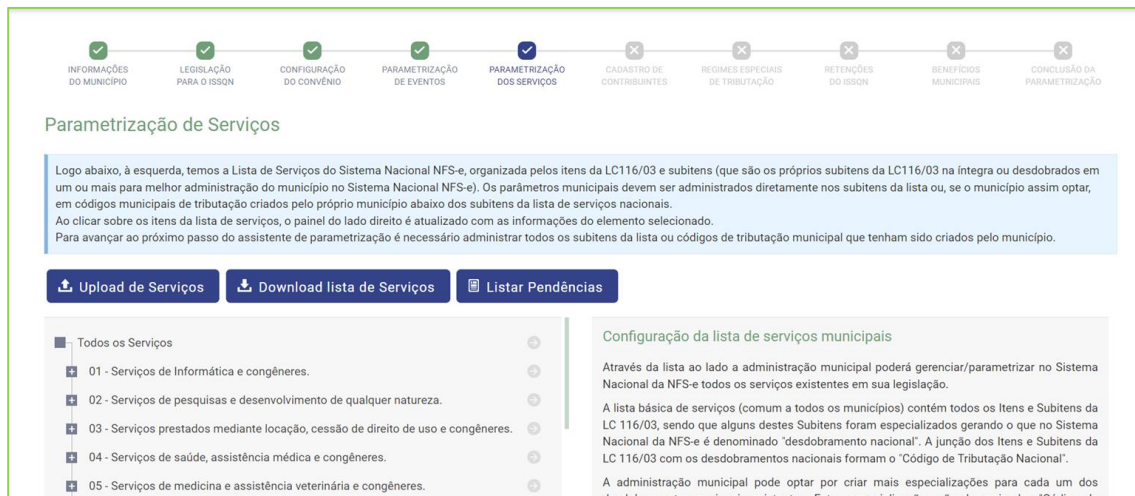 INFORMAÇÕES DO MUNICÍPIO
LEGISLAÇÃO PARA O ISSQN
CONFIGURAÇÃO DO CONVÊNIO
PARAMETRIZAÇÃO DE EVENTOS
PARAMETRIZAÇÃO DOS SERVIÇOS
CADASTRO DE CONTRIBUINTES
REGIMES ESPECIAIS DE TRIBUTAÇÃO
RETENÇÕES DO ISSQN
BENEFÍCIOS MUNICIPAIS
CONCLUSÃO DA PARAMETRIZAÇÃO
Parametrização de Serviços
Logo abaixo, à esquerda, temos a Lista de Serviços do Sistema Nacional NFS-e, organizada pelos itens da LC116/03 e subitens (que são os próprios subitens da LC116/03 na íntegra ou desdobrados em
um ou mais para melhor administração do município no Sistema Nacional NFS-e). Os parâmetros municipais devem ser administrados diretamente nos subitens da lista ou, se o município assim optar,
em códigos municipais de tributação criados pelo próprio município abaixo dos subitens da lista de serviços nacionais.
Ao clicar sobre os itens da lista de serviços, o painel do lado direito é atualizado com as informações do elemento selecionado.
Para avançar ao próximo passo do assistente de parametrização é necessário administrar todos os subitens da lista ou códigos de tributação municipal que tenham sido criados pelo município.
Upload de Serviços
Download lista de Serviços
Listar Pendências
Todos os Serviços
01 - Serviços de Informática e congêneres.
02 - Serviços de pesquisas e desenvolvimento de qualquer natureza.
03 - Serviços prestados mediante locação, cessão de direito de uso e congêneres.
04 - Serviços de saúde, assistência médica e congêneres.
05 - Serviços de medicina e assistência veterinária e congêneres.
Configuração da lista de serviços municipais
Através da lista ao lado a administração municipal poderá gerenciar/parametrizar no Sistema
Nacional da NFS-e todos os serviços existentes em sua legislação.
A lista básica de serviços (comum a todos os municípios) contém todos os Itens e Subitens da
LC 116/03, sendo que alguns destes Subitens foram especializados gerando o que no Sistema
Nacional da NFS-e é denominado "desdobramento nacional". A junção dos Itens e Subitens da
LC 116/03 com os desdobramentos nacionais formam o "Código de Tributação Nacional".
A administração municipal pode optar por criar mais especializações para cada um dos